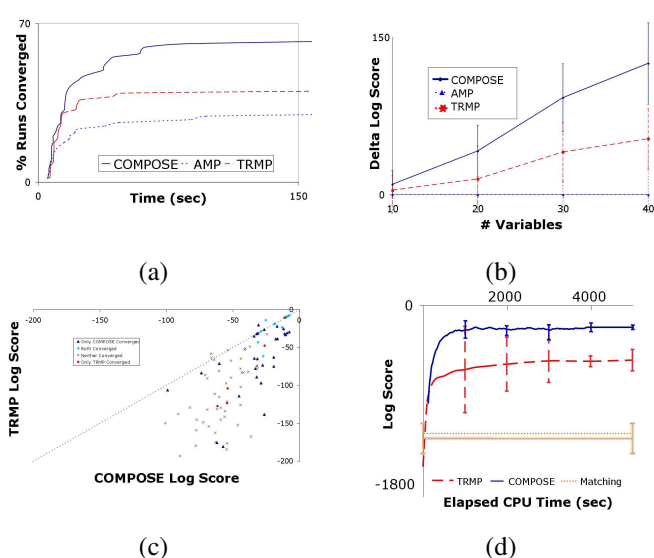 70
% Runs Converged
COMPOSE AMP TRMP
0
150
Time (sec)
(a)
150
Delta Log Score
COMPOSE
AMP
TRMP
0
10 20 30 40
# Variables
(b)
-200 -150 -100 -50 0
0
-50
-100
-150
-200
TRMP Log Score
Only COMPOSE Converged
Both Converged
Neither Converged
Only TRMP Converged
COMPOSE Log Score
(c)
2000 4000
0
Log Score
-1800
TRMP COMPOSE Matching
Elapsed CPU Time (sec)
(d)